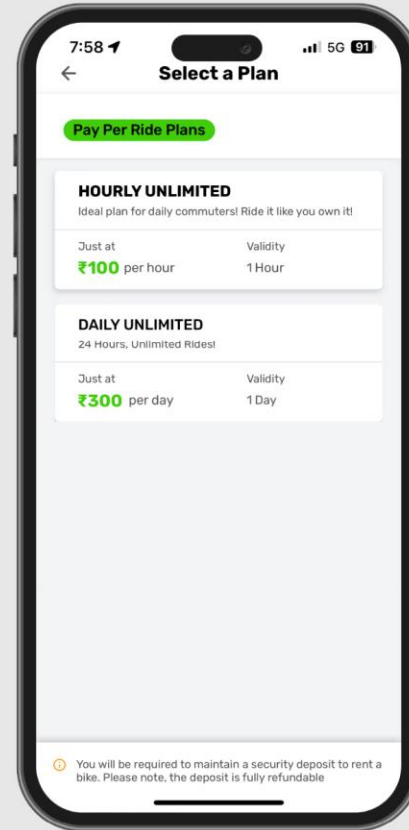 7:58 5G 91
Select a Plan
Pay Per Ride Plans
HOURLY UNLIMITED
Ideal plan for daily commuters! Ride it like you own it!
Just at Validity
₹100 per hour 1 Hour
DAILY UNLIMITED
24 Hours, Unlimited Rides!
Just at Validity
₹300 per day 1 Day
You will be required to maintain a security deposit to rent a
bike. Please note, the deposit is fully refundable